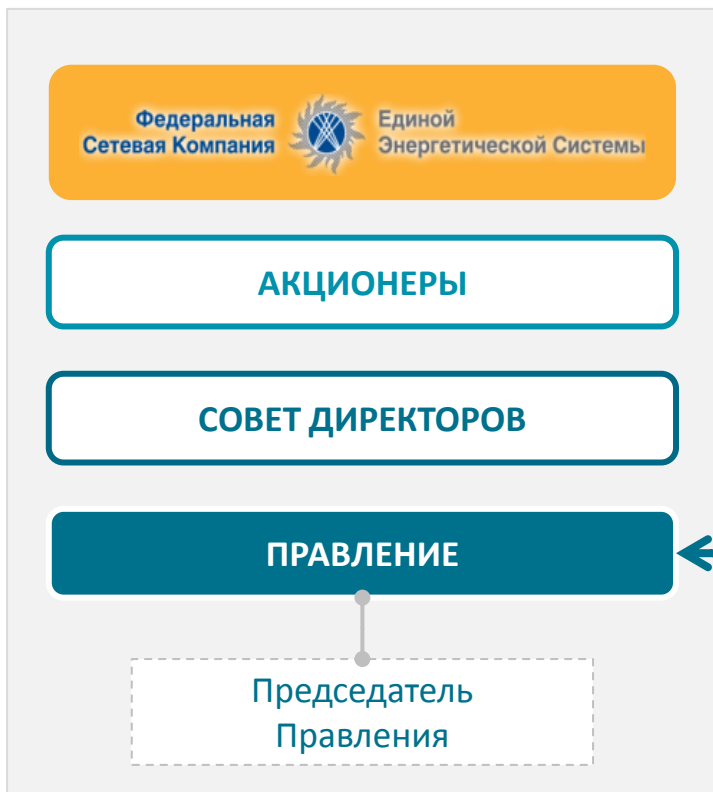 Федеральная
Сетевая Компания
Единой
Энергетической Системы
АКЦИОНЕРЫ
СОВЕТ ДИРЕКТОРОВ
ПРАВЛЕНИЕ
Председатель
Правления